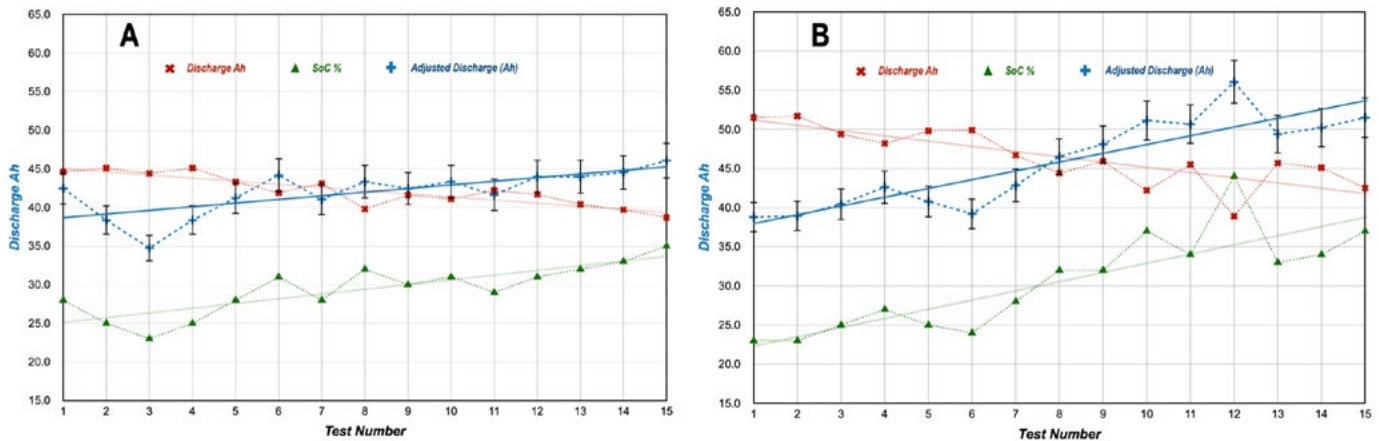 A
Discharge Ah SoC % Adjusted Discharge (Ah)
65.0
60.0
55.0
50.0
45.0
40.0
35.0
30.0
25.0
20.0
15.0
Discharge Ah
1 2 3 4 5 6 7 8 9 10 11 12 13 14 15
Test Number
B
Discharge Ah SoC % Adjusted Discharge (Ah)
65.0
60.0
55.0
50.0
45.0
40.0
35.0
30.0
25.0
20.0
15.0
Discharge Ah
1 2 3 4 5 6 7 8 9 10 11 12 13 14 15
Test Number